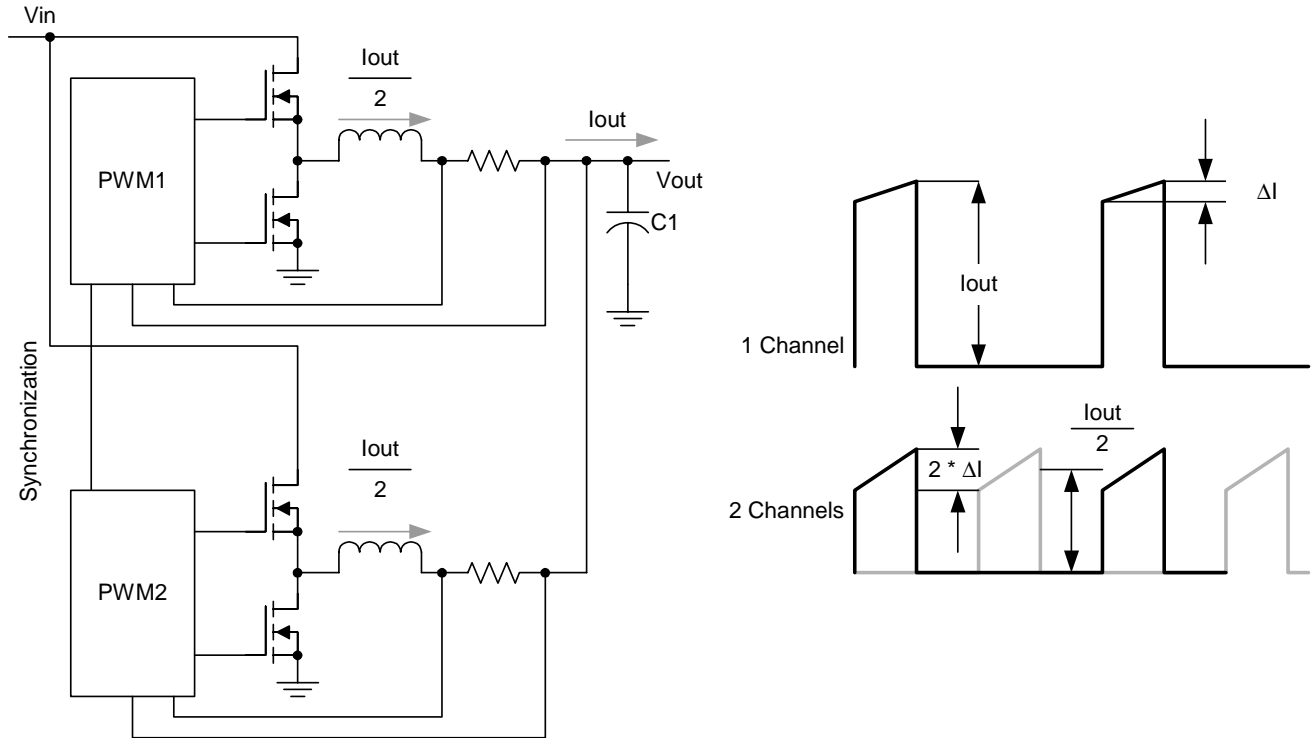 Vin
Iout
2
Iout
PWM1
Vout
C1
Synchronization
Iout
2
PWM2
ΔI
Iout
1 Channel
Iout
2
2 * ΔI
2 Channels